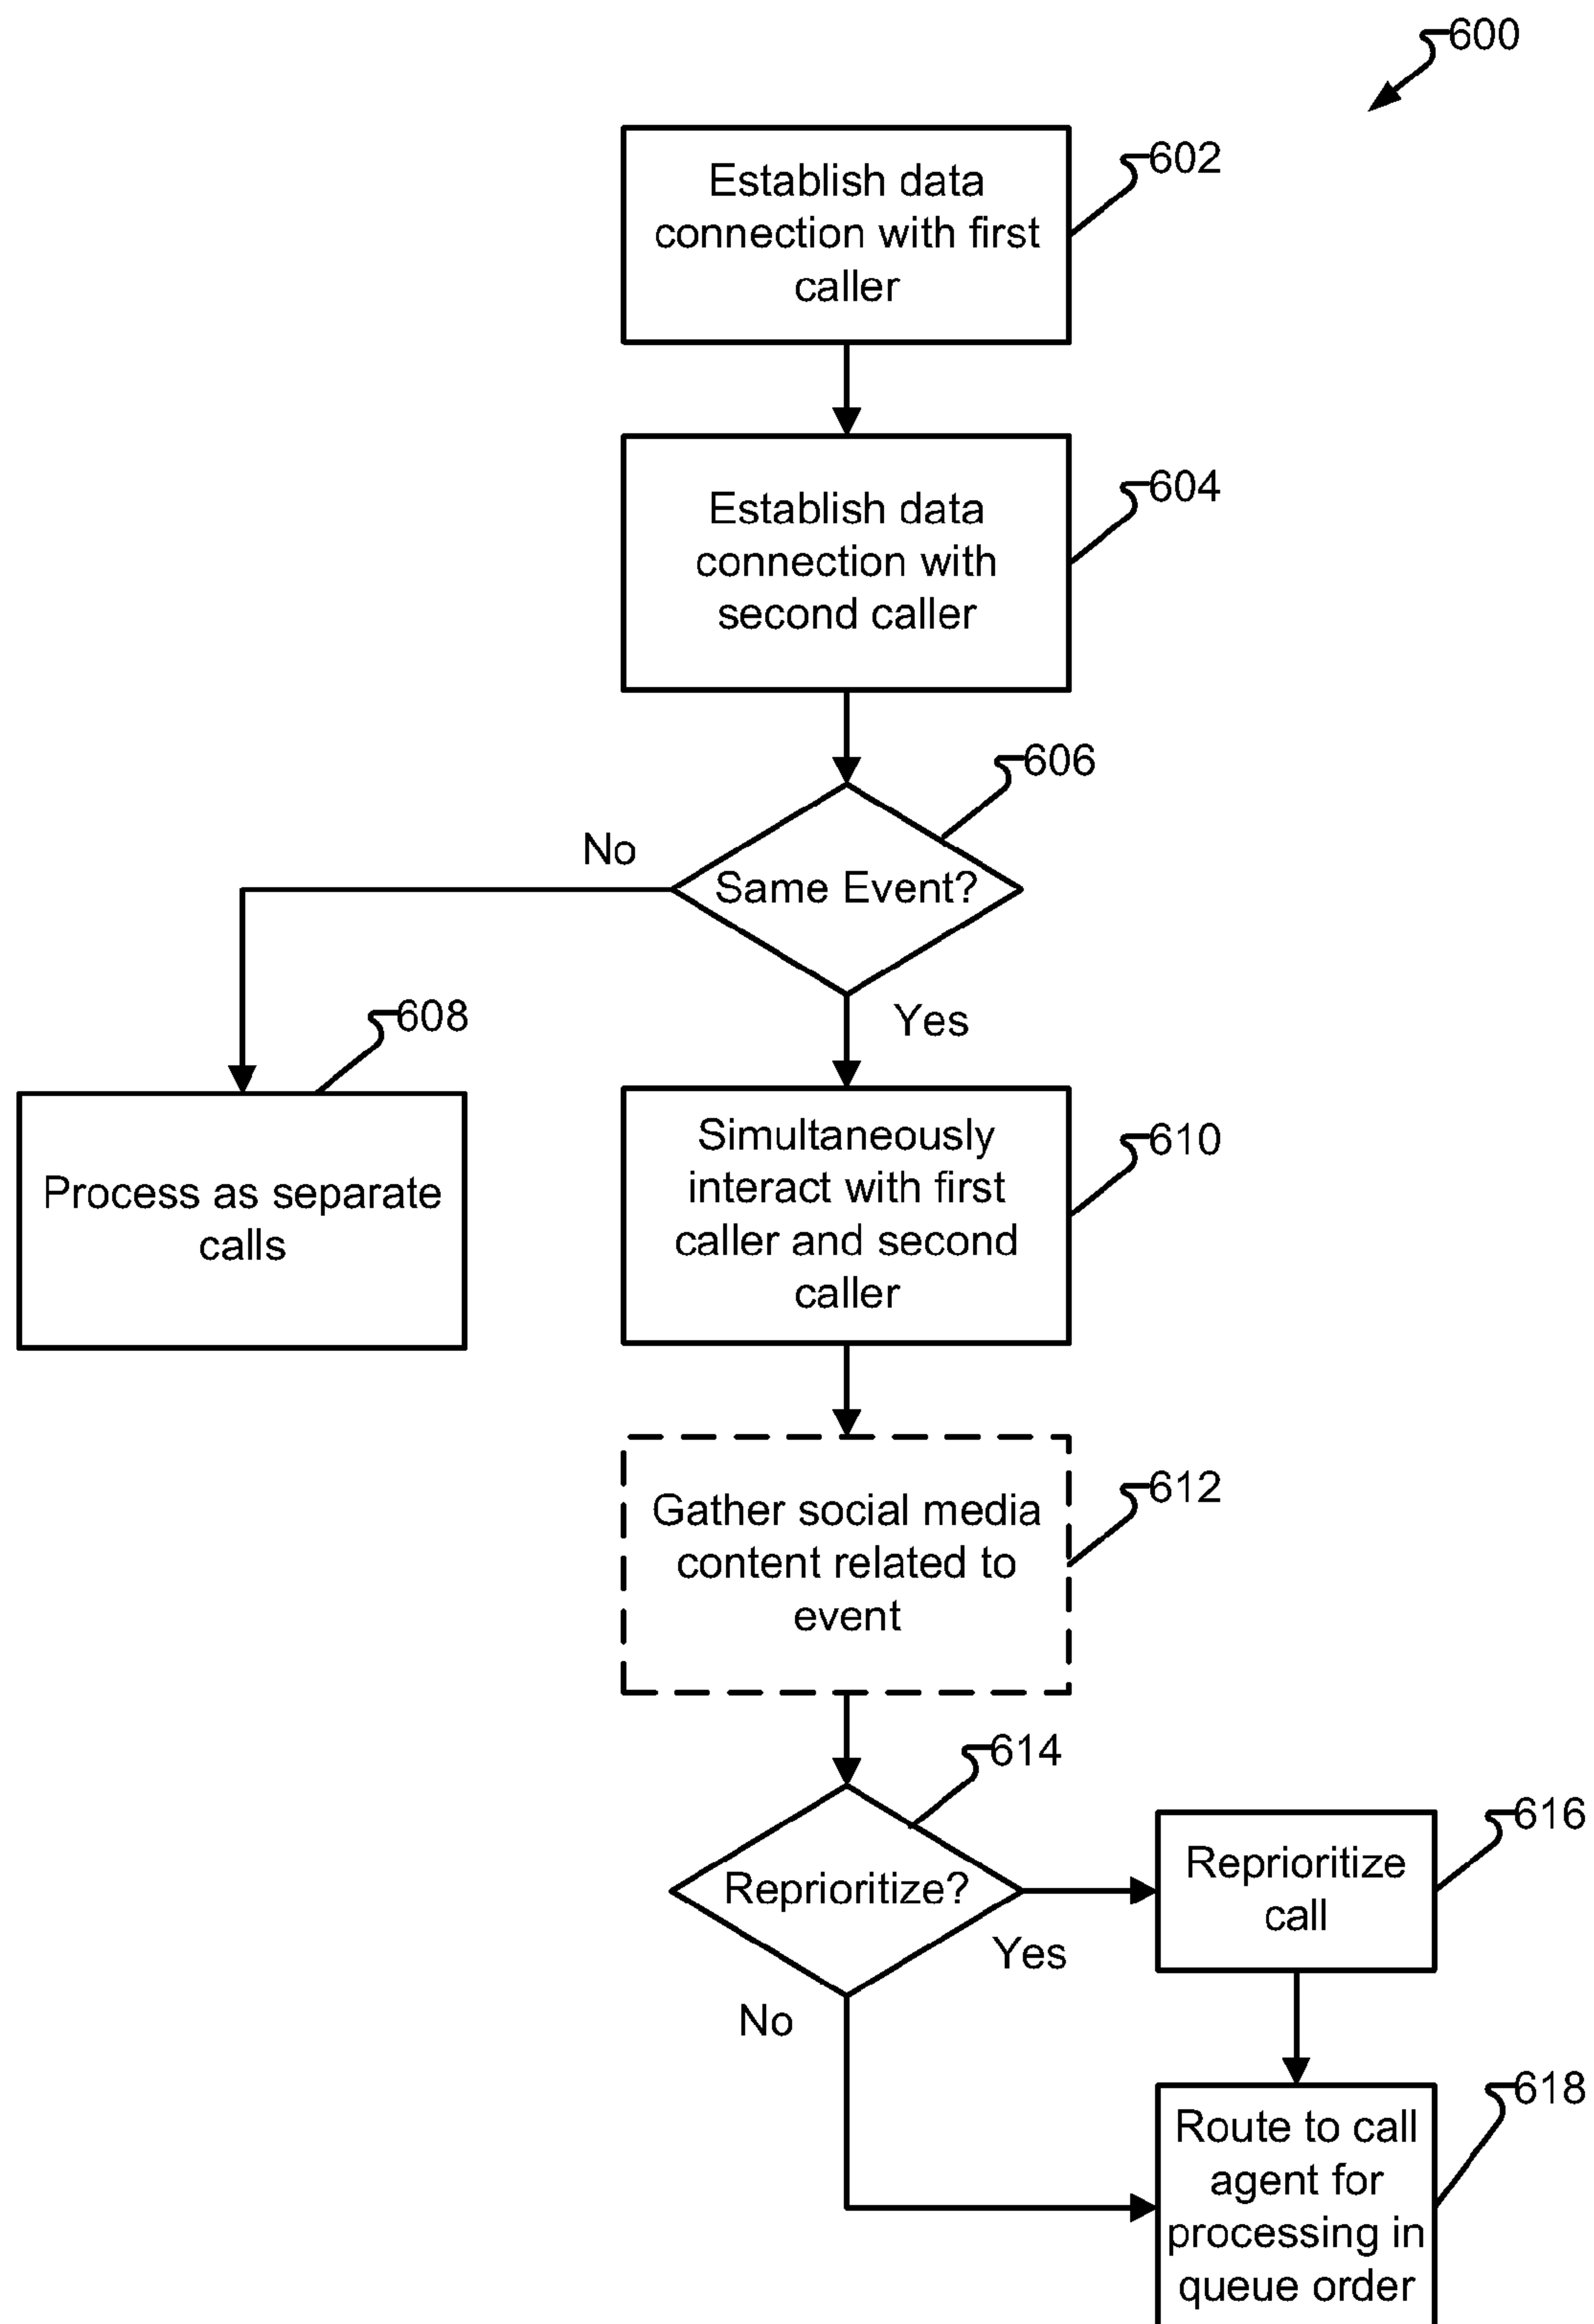 600
Establish data
connection with first
caller
602
Establish data
connection with
second caller
604
606
No
Same Event?
Yes
608
Process as separate
calls
Simultaneously
interact with first
caller and second
caller
610
Gather social media
content related to
event
612
614
Reprioritize?
Yes
No
Reprioritize
call
616
Route to call
agent for
processing in
queue order
618